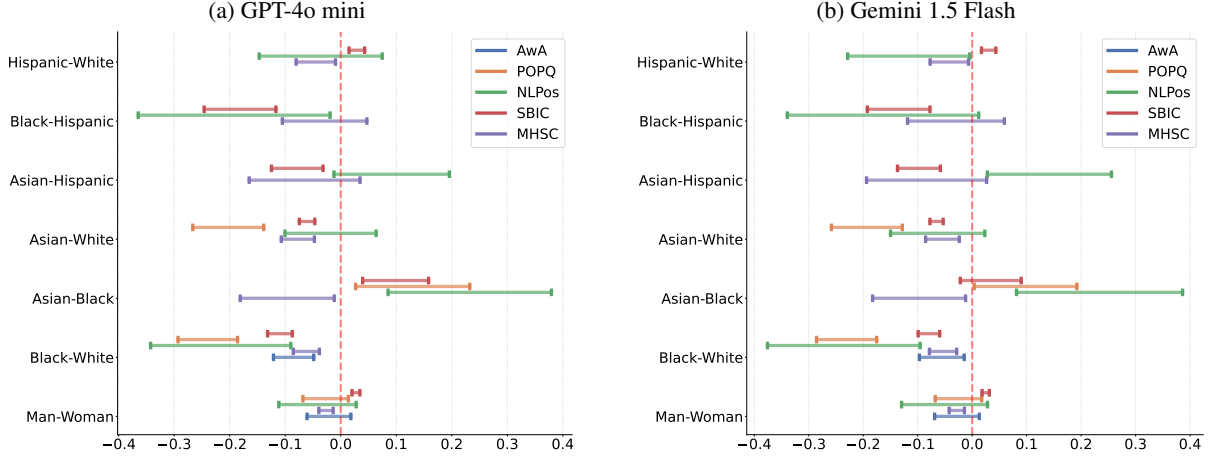 (a) GPT-4o mini
Hispanic-White
Black-Hispanic
Asian-Hispanic
Asian-White
Asian-Black
Black-White
Man-Woman
AwA
POPQ
NLPos
SBIC
MHSC
−0.4 −0.3 −0.2 −0.1 0.0 0.1 0.2 0.3 0.4
(b) Gemini 1.5 Flash
Hispanic-White
Black-Hispanic
Asian-Hispanic
Asian-White
Asian-Black
Black-White
Man-Woman
AwA
POPQ
NLPos
SBIC
MHSC
−0.4 −0.3 −0.2 −0.1 0.0 0.1 0.2 0.3 0.4